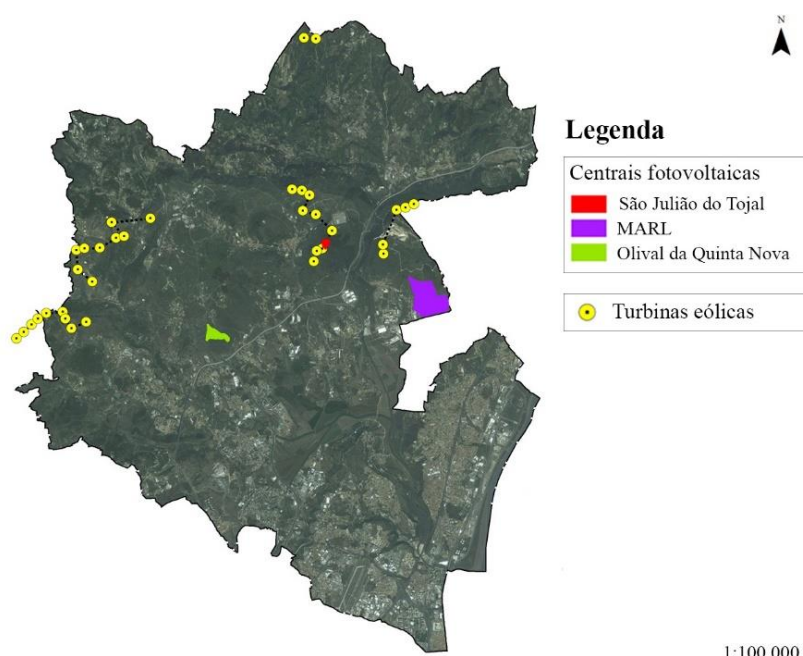 N
Legenda
Centrais fotovoltaicas
São Julião do Tojal
MARL
Olival da Quinta Nova
Turbinas eólicas
1:100 000